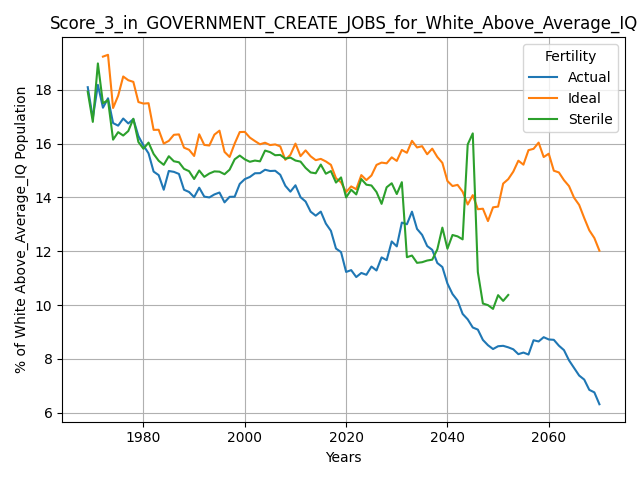 Score_3_in_GOVERNMENT_CREATE_JOBS_for_White_Above_Average_IQ
% of White Above_Average_IQ Population
18
16
14
12
10
8
6
Fertility
Actual
Ideal
Sterile
1980 2000 2020 2040 2060
Years